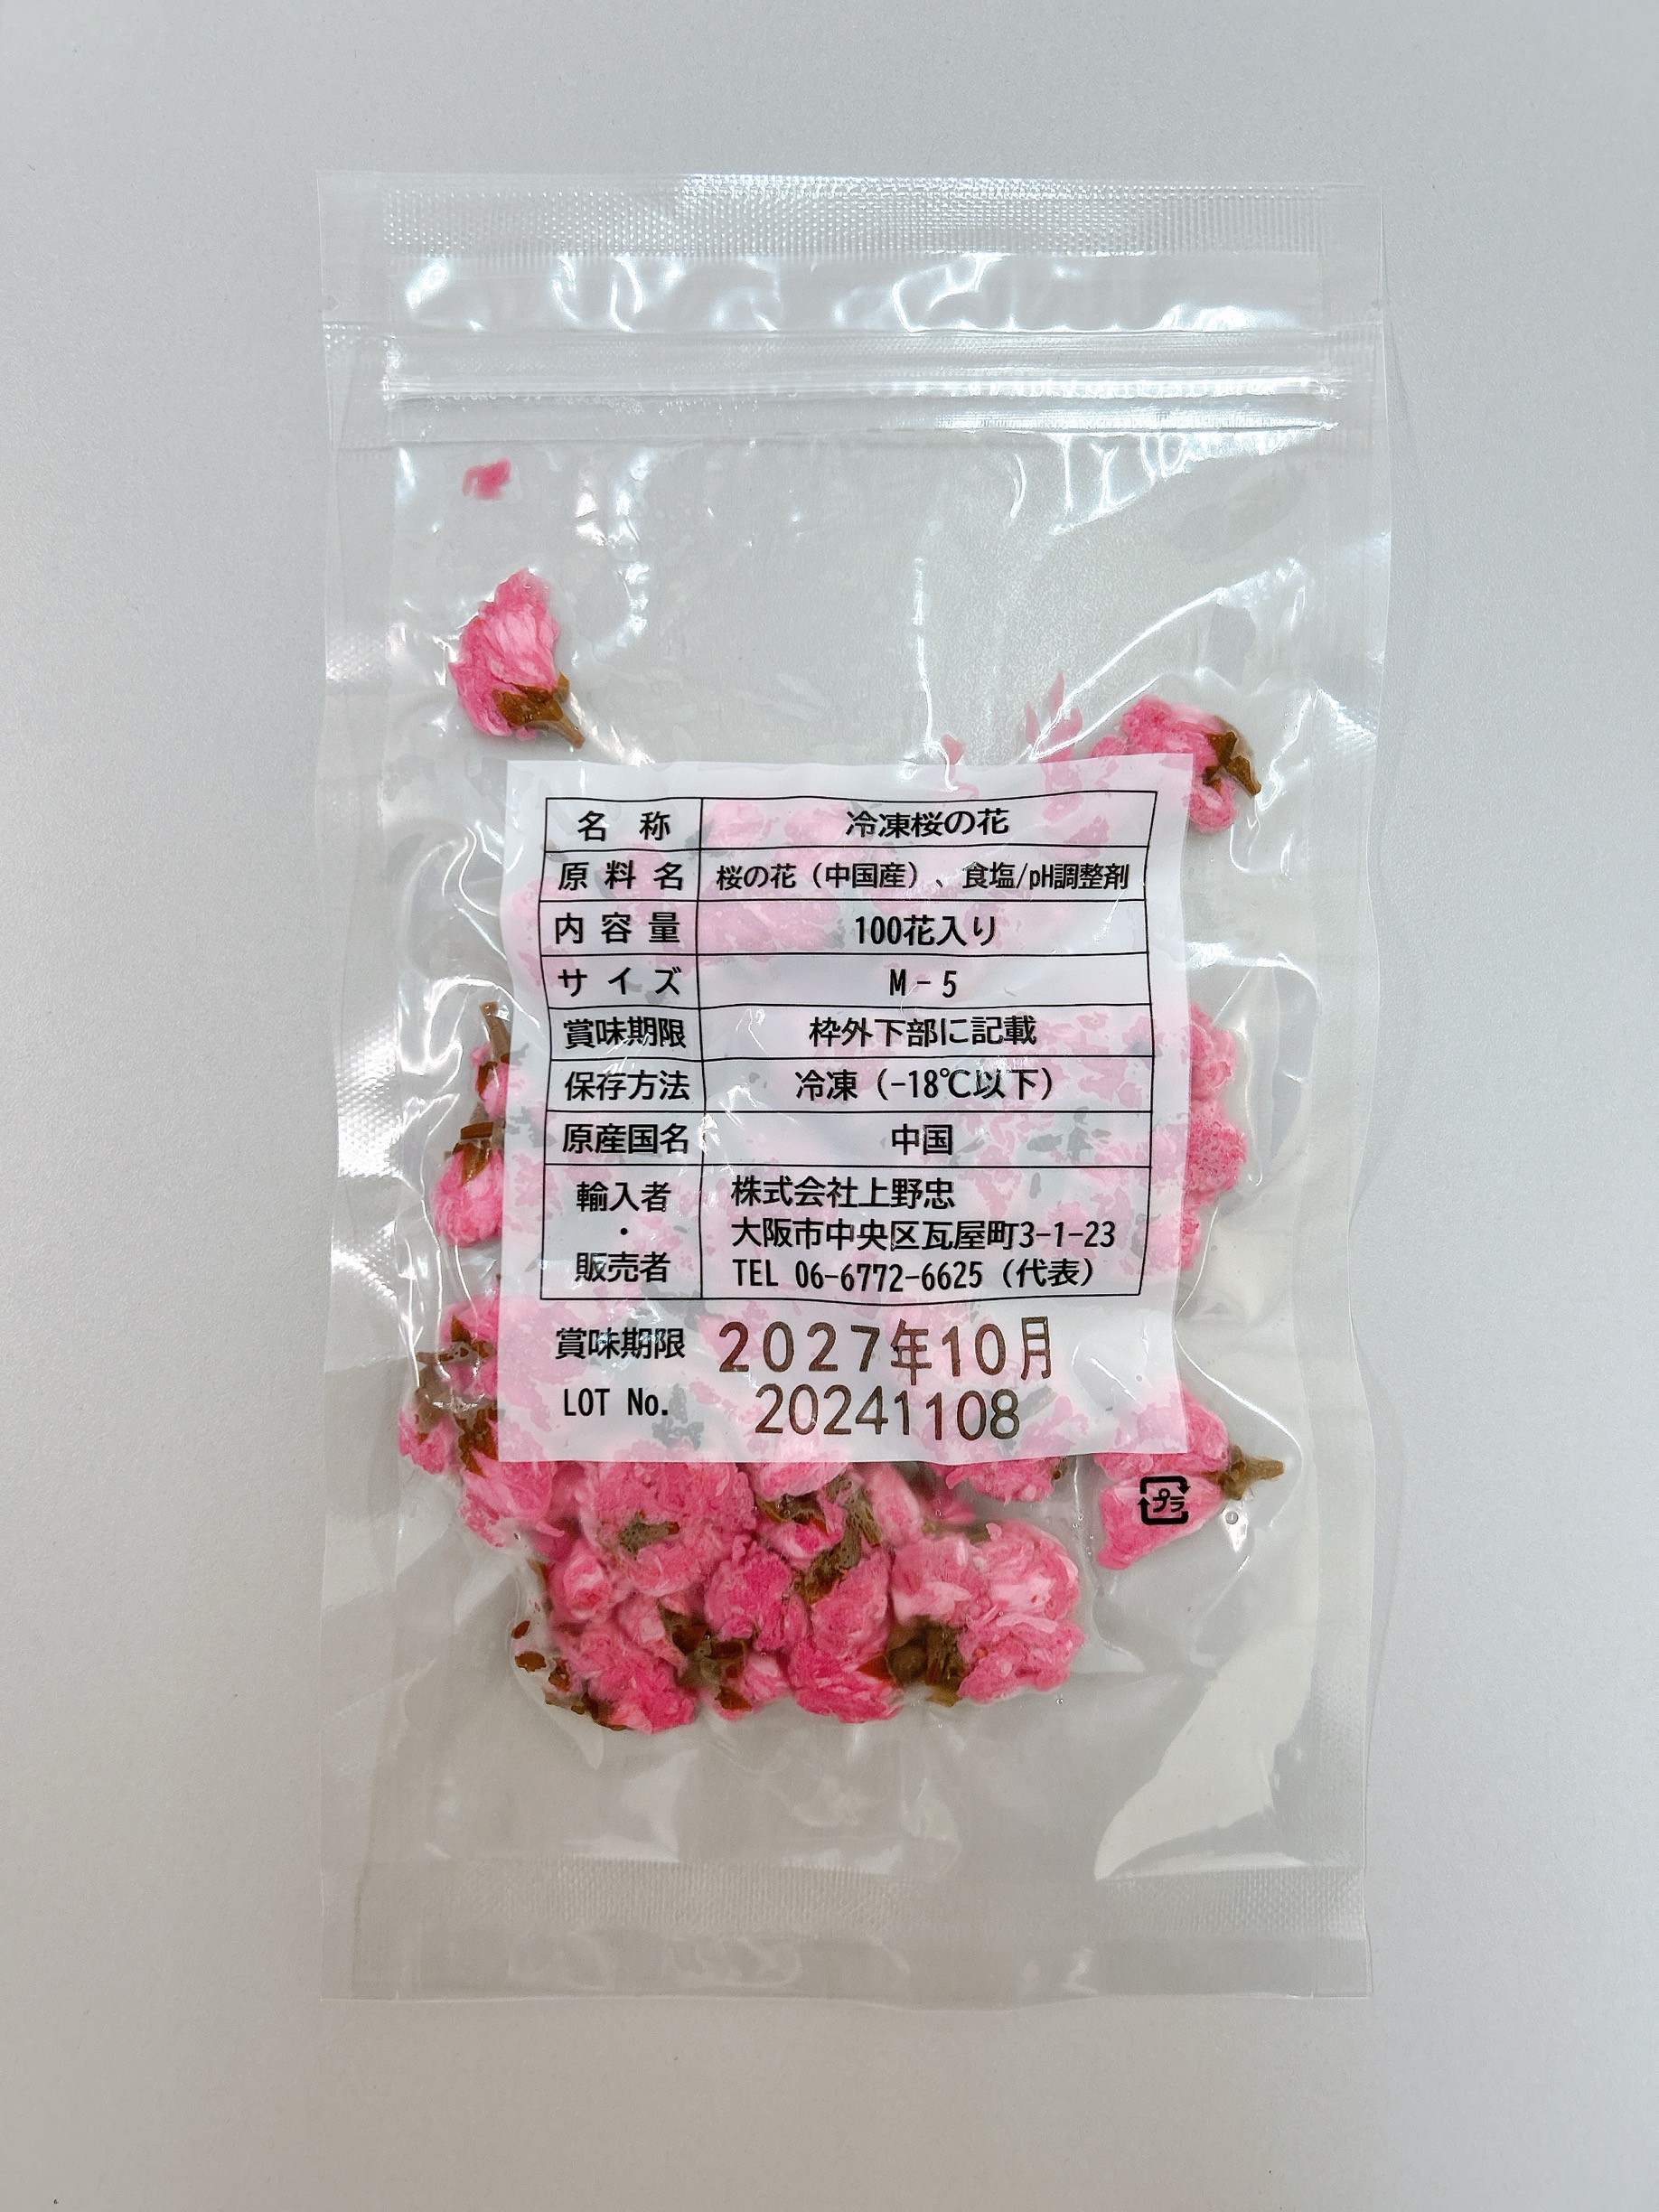 名称 冷凍桜の花
原料名 桜の花（中国産）、食塩/pH調整剤
内容量 100花入り
サイズ M-5
賞味期限 枠外下部に記載
保存方法 冷凍（-18℃以下）
原産国名 中国
輸入者・販売者 株式会社上野忠
大阪市中央区瓦屋町3-1-23
TEL 06-6772-6625（代表）
賞味期限 2027年10月
LOT No. 20241108
プラ